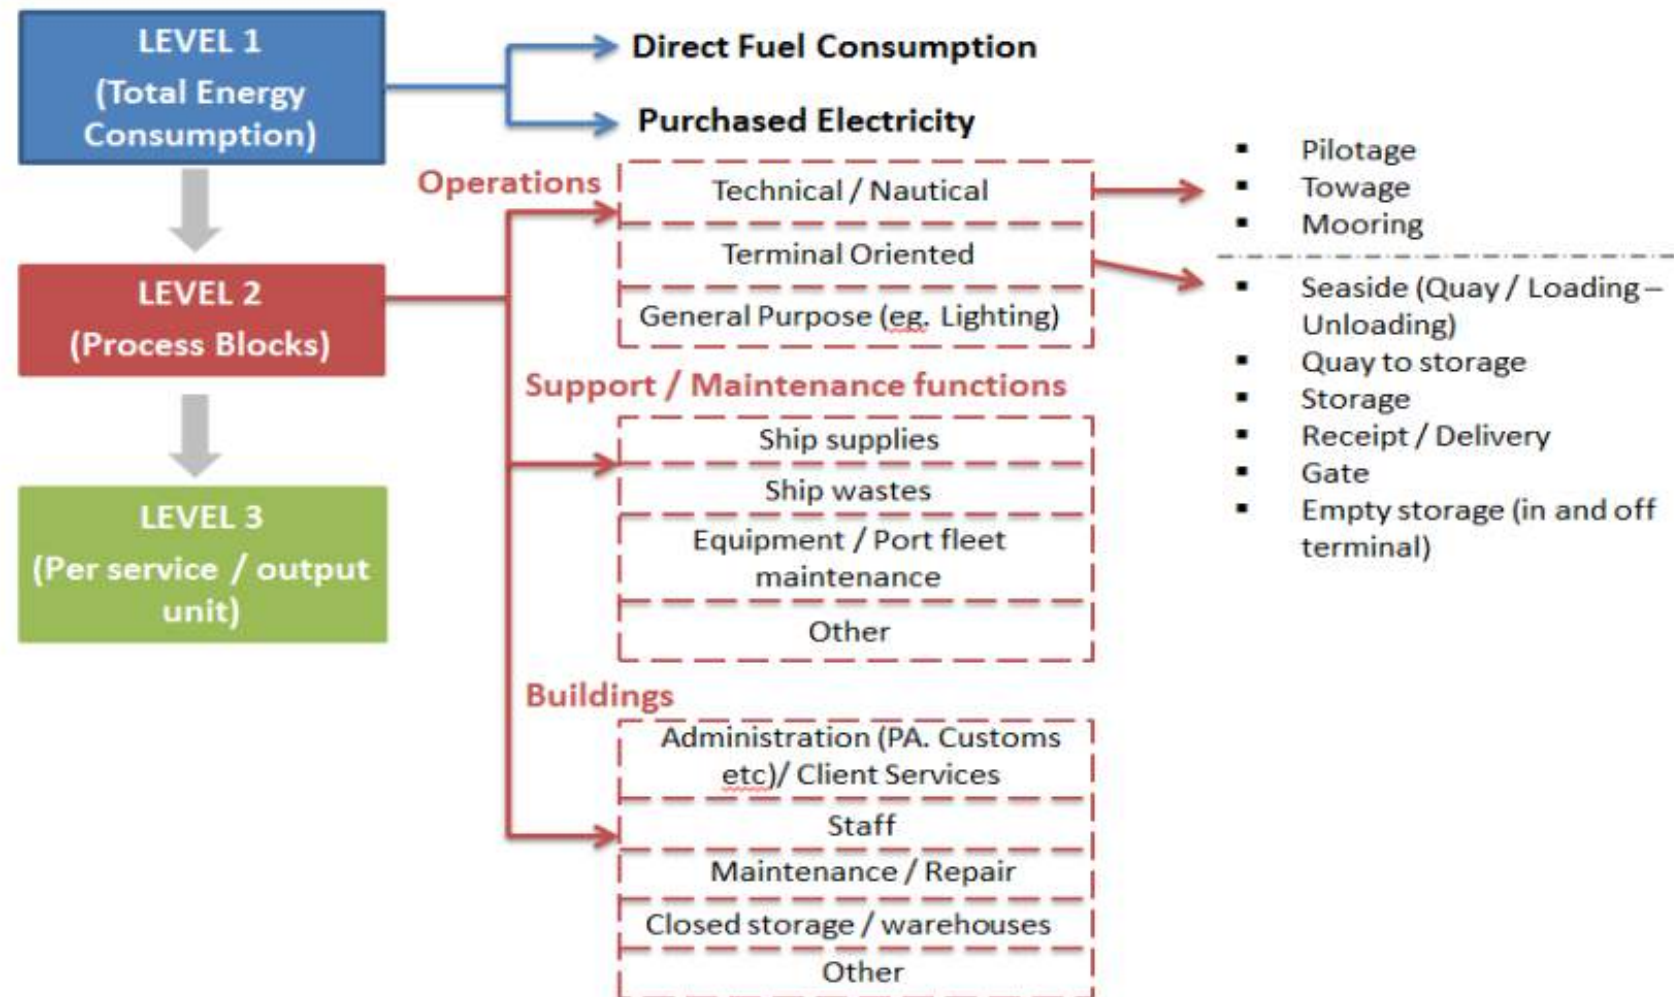 LEVEL 1
(Total Energy
Consumption)
Direct Fuel Consumption
Purchased Electricity
LEVEL 2
(Process Blocks)
Operations
Technical / Nautical
Terminal Oriented
General Purpose (eg. Lighting)
▪ Pilotage
▪ Towage
▪ Mooring
▪ Seaside (Quay / Loading –
Unloading)
▪ Quay to storage
▪ Storage
▪ Receipt / Delivery
▪ Gate
▪ Empty storage (in and off
terminal)
Support / Maintenance functions
Ship supplies
Ship wastes
Equipment / Port fleet
maintenance
Other
LEVEL 3
(Per service / output
unit)
Buildings
Administration (PA. Customs
etc)/ Client Services
Staff
Maintenance / Repair
Closed storage / warehouses
Other